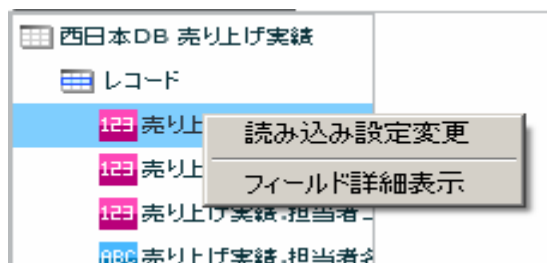 西日本DB 売り上げ実績
レコード
123 売り上
読み込み設定変更
123 売り上
フィールド詳細表示
123 売り上げ実績.担当者
ABC 売り上げ実績.担当者